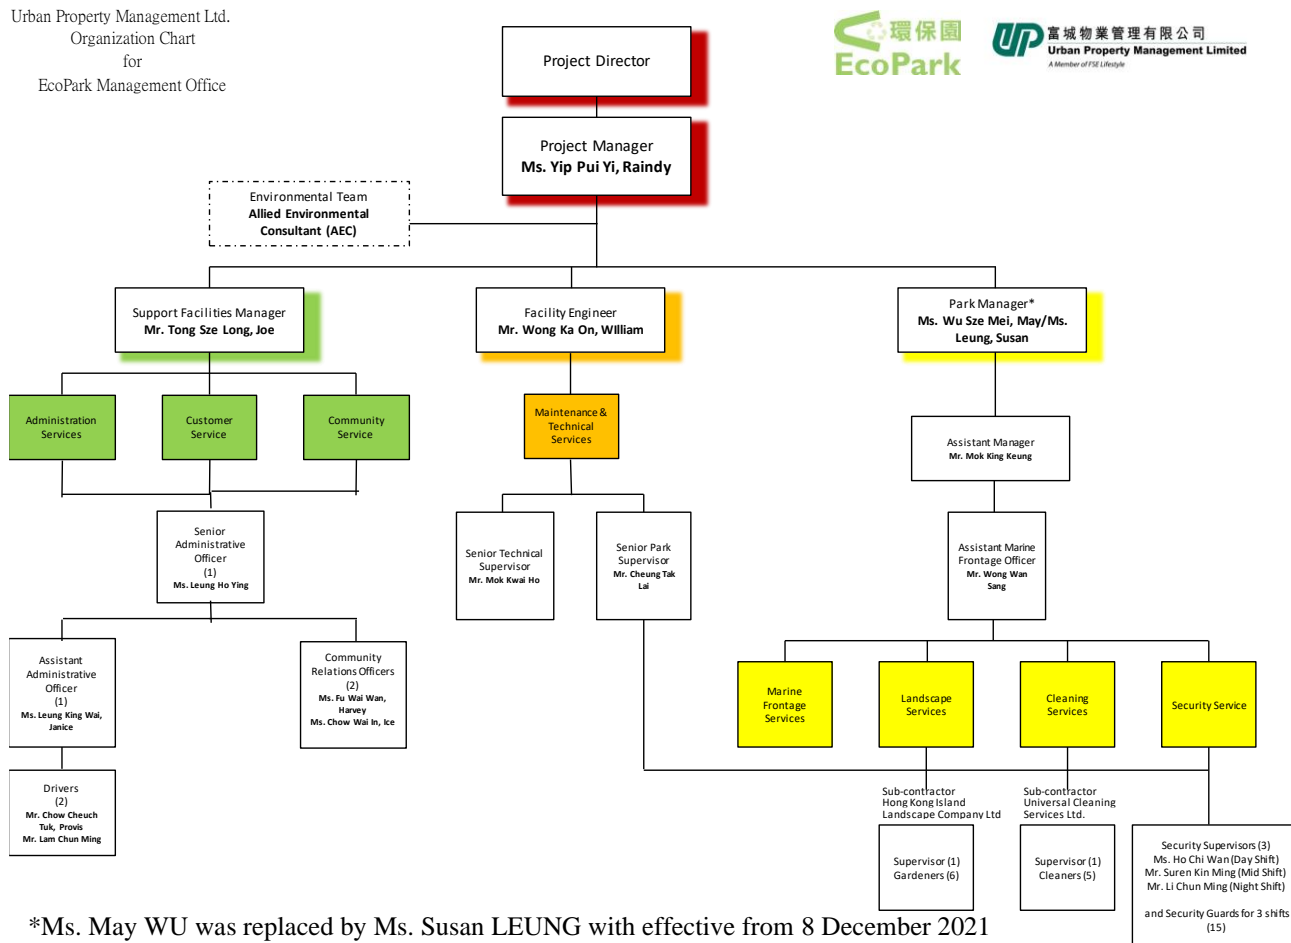 Urban Property Management Ltd.
Organization Chart
for
EcoPark Management Office
環保園
EcoPark
UP
富城物業管理有限公司
Urban Property Management Limited
A Member of FSE Lifestyle
Project Director
Project Manager
Ms. Yip Pui Yi, Raindy
Environmental Team
Allied Environmental
Consultant (AEC)
Support Facilities Manager
Mr. Tong Sze Long, Joe
Facility Engineer
Mr. Wong Ka On, WIlliam
Park Manager*
Ms. Wu Sze Mei, May/Ms.
Leung, Susan
Administration
Services
Customer
Service
Community
Service
Maintenance &
Technical
Services
Assistant Manager
Mr. Mok King Keung
Senior
Administrative
Officer
(1)
Ms. Leung Ho Ying
Senior Technical
Supervisor
Mr. Mok Kwai Ho
Senior Park
Supervisor
Mr. Cheung Tak
Lai
Assistant Marine
Frontage Officer
Mr. Wong Wan
Sang
Assistant
Administrative
Officer
(1)
Ms. Leung King Wai,
Janice
Community
Relations Officers
(2)
Ms. Fu Wai Wan,
Harvey
Ms. Chow Wai In, Ice
Marine
Frontage
Services
Landscape
Services
Cleaning
Services
Security Service
Drivers
(2)
Mr. Chow Cheuch
Tuk, Provis
Mr. Lam Chun Ming
Sub-contractor
Hong Kong Island
Landscape Company Ltd
Sub-contractor
Universal Cleaning
Services Ltd.
Supervisor (1)
Gardeners (6)
Supervisor (1)
Cleaners (5)
Security Supervisors (3)
Ms. Ho Chi Wan (Day Shift)
Mr. Suren Kin Ming (Mid Shift)
Mr. Li Chun Ming (Night Shift)
and Security Guards for 3 shifts
(15)
*Ms. May WU was replaced by Ms. Susan LEUNG with effective from 8 December 2021